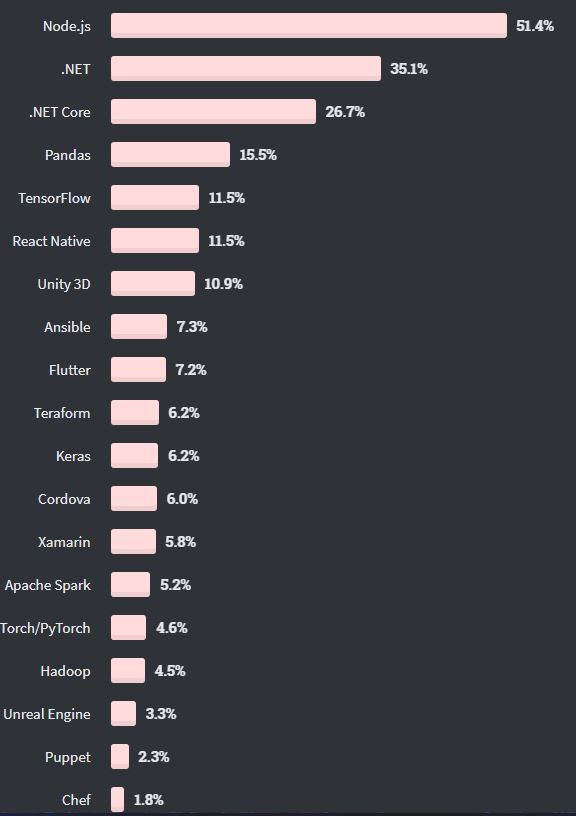 Node.js 51.4%
.NET 35.1%
.NET Core 26.7%
Pandas 15.5%
TensorFlow 11.5%
React Native 11.5%
Unity 3D 10.9%
Ansible 7.3%
Flutter 7.2%
Teraform 6.2%
Keras 6.2%
Cordova 6.0%
Xamarin 5.8%
Apache Spark 5.2%
Torch/PyTorch 4.6%
Hadoop 4.5%
Unreal Engine 3.3%
Puppet 2.3%
Chef 1.8%